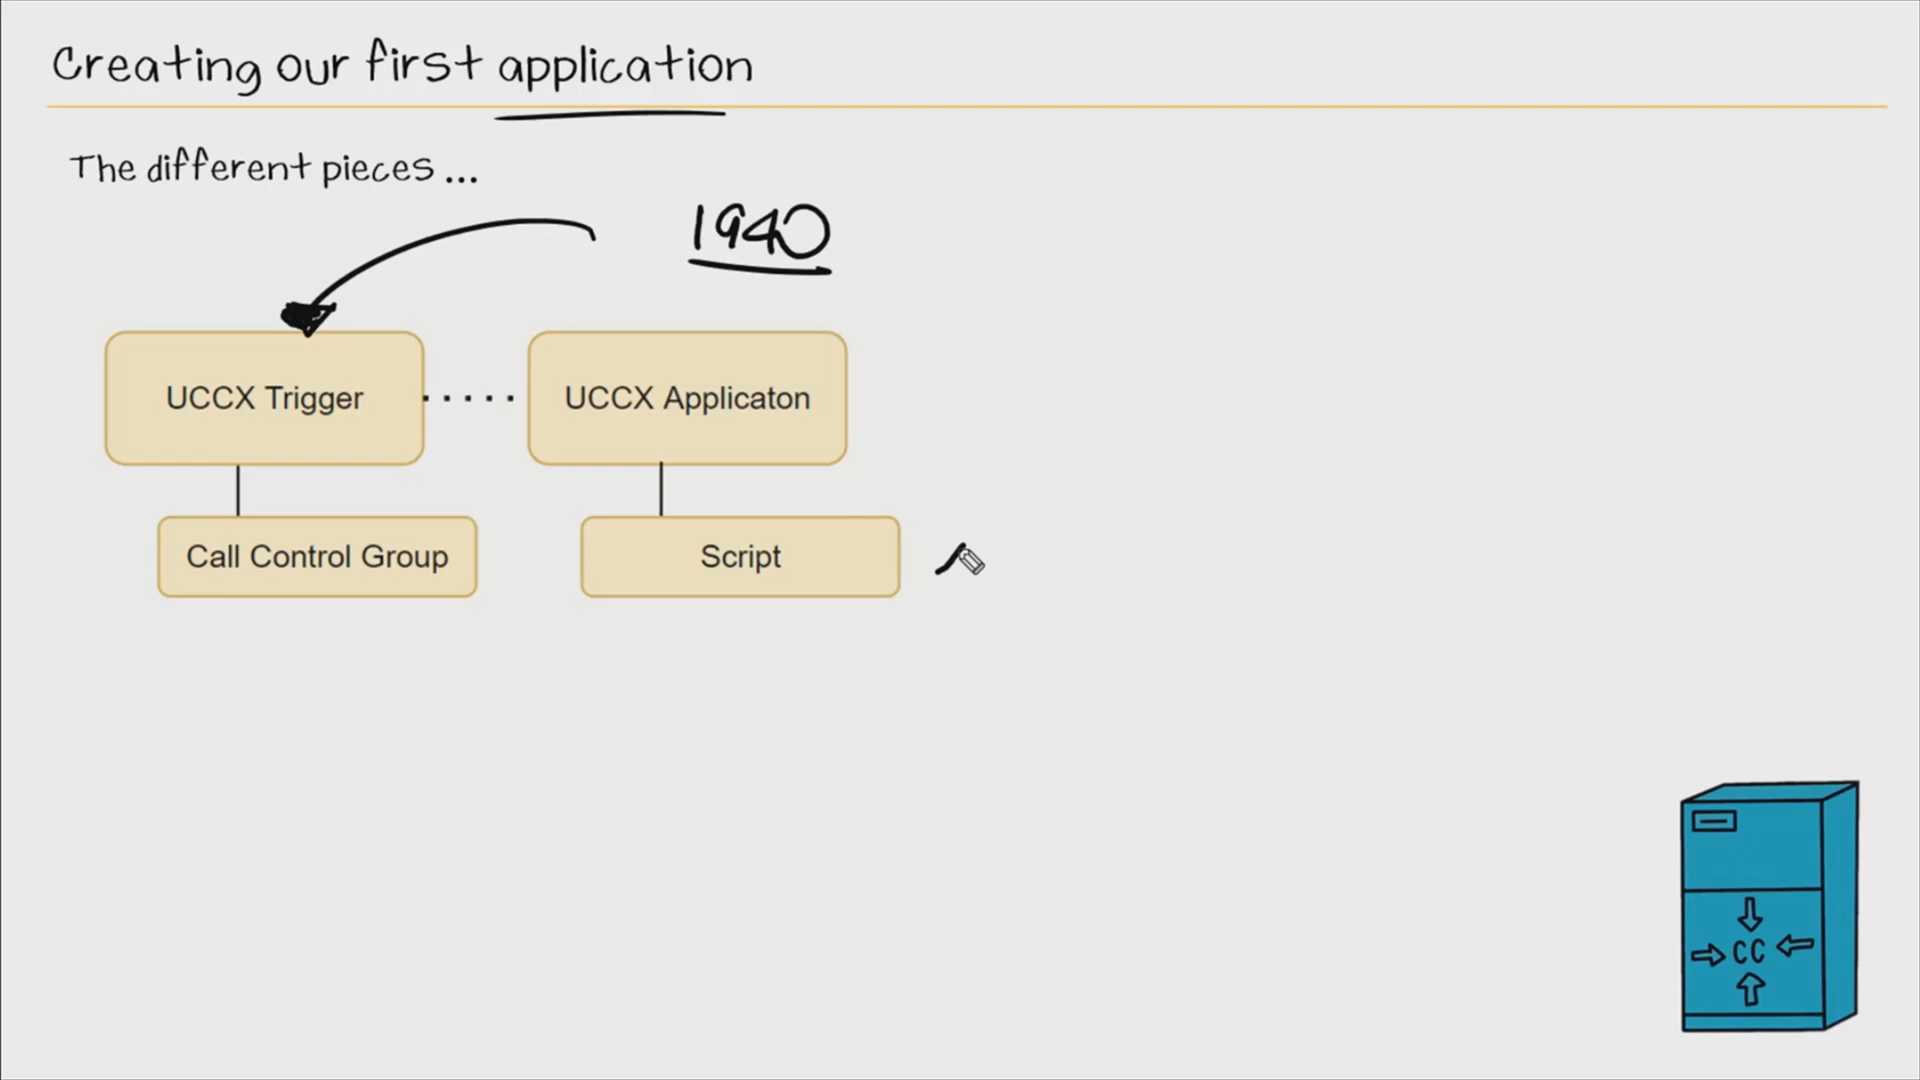 Creating our first application
The different pieces ...
1940
UCCX Trigger
UCCX Applicaton
Call Control Group
Script
CC